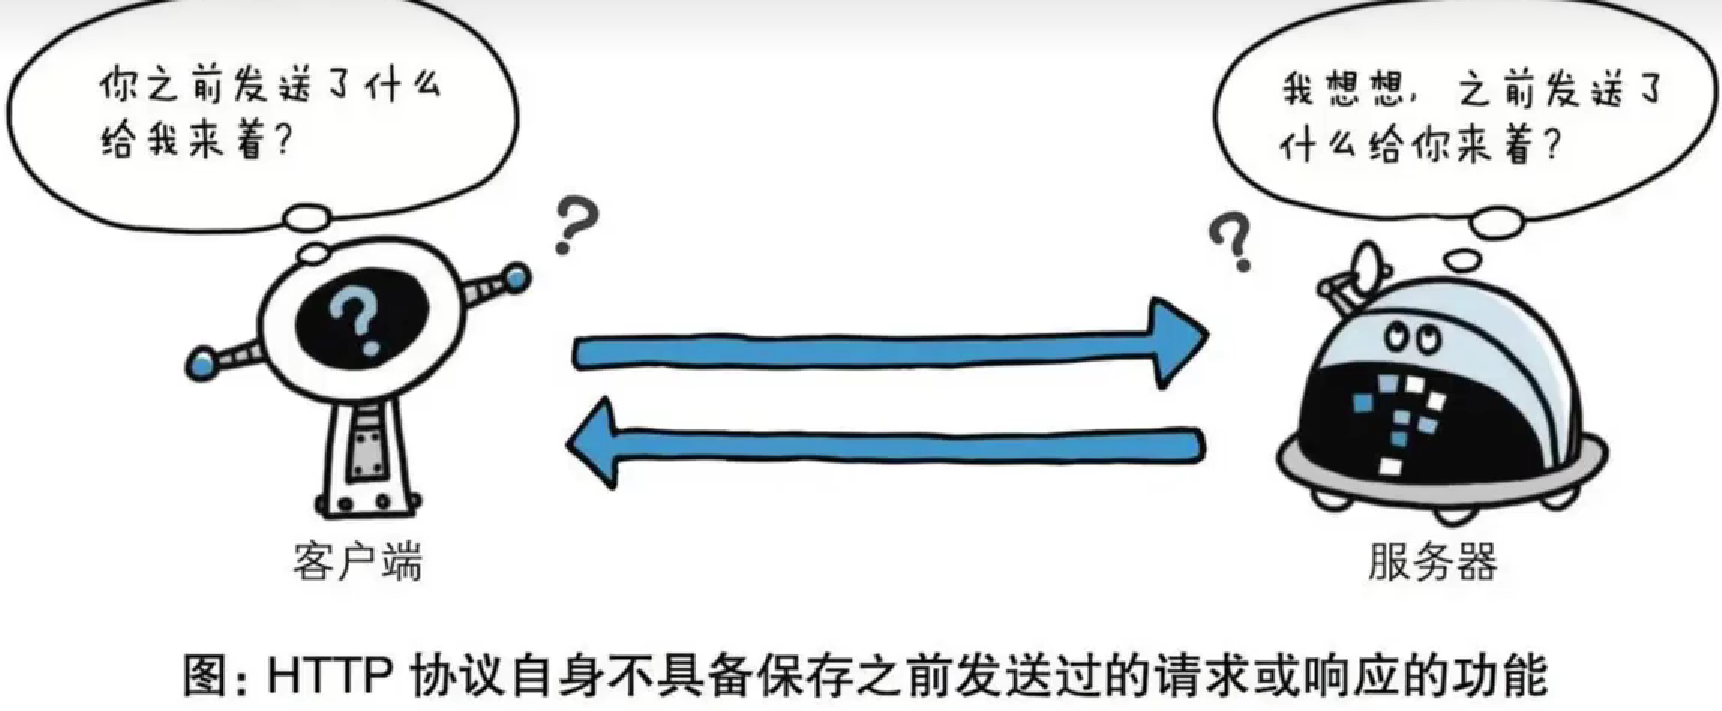 你之前发送了什么
给我来着？
我想想，之前发送了
什么给你来着？
?
?
?
客户端
服务器
图：HTTP 协议自身不具备保存之前发送过的请求或响应的功能